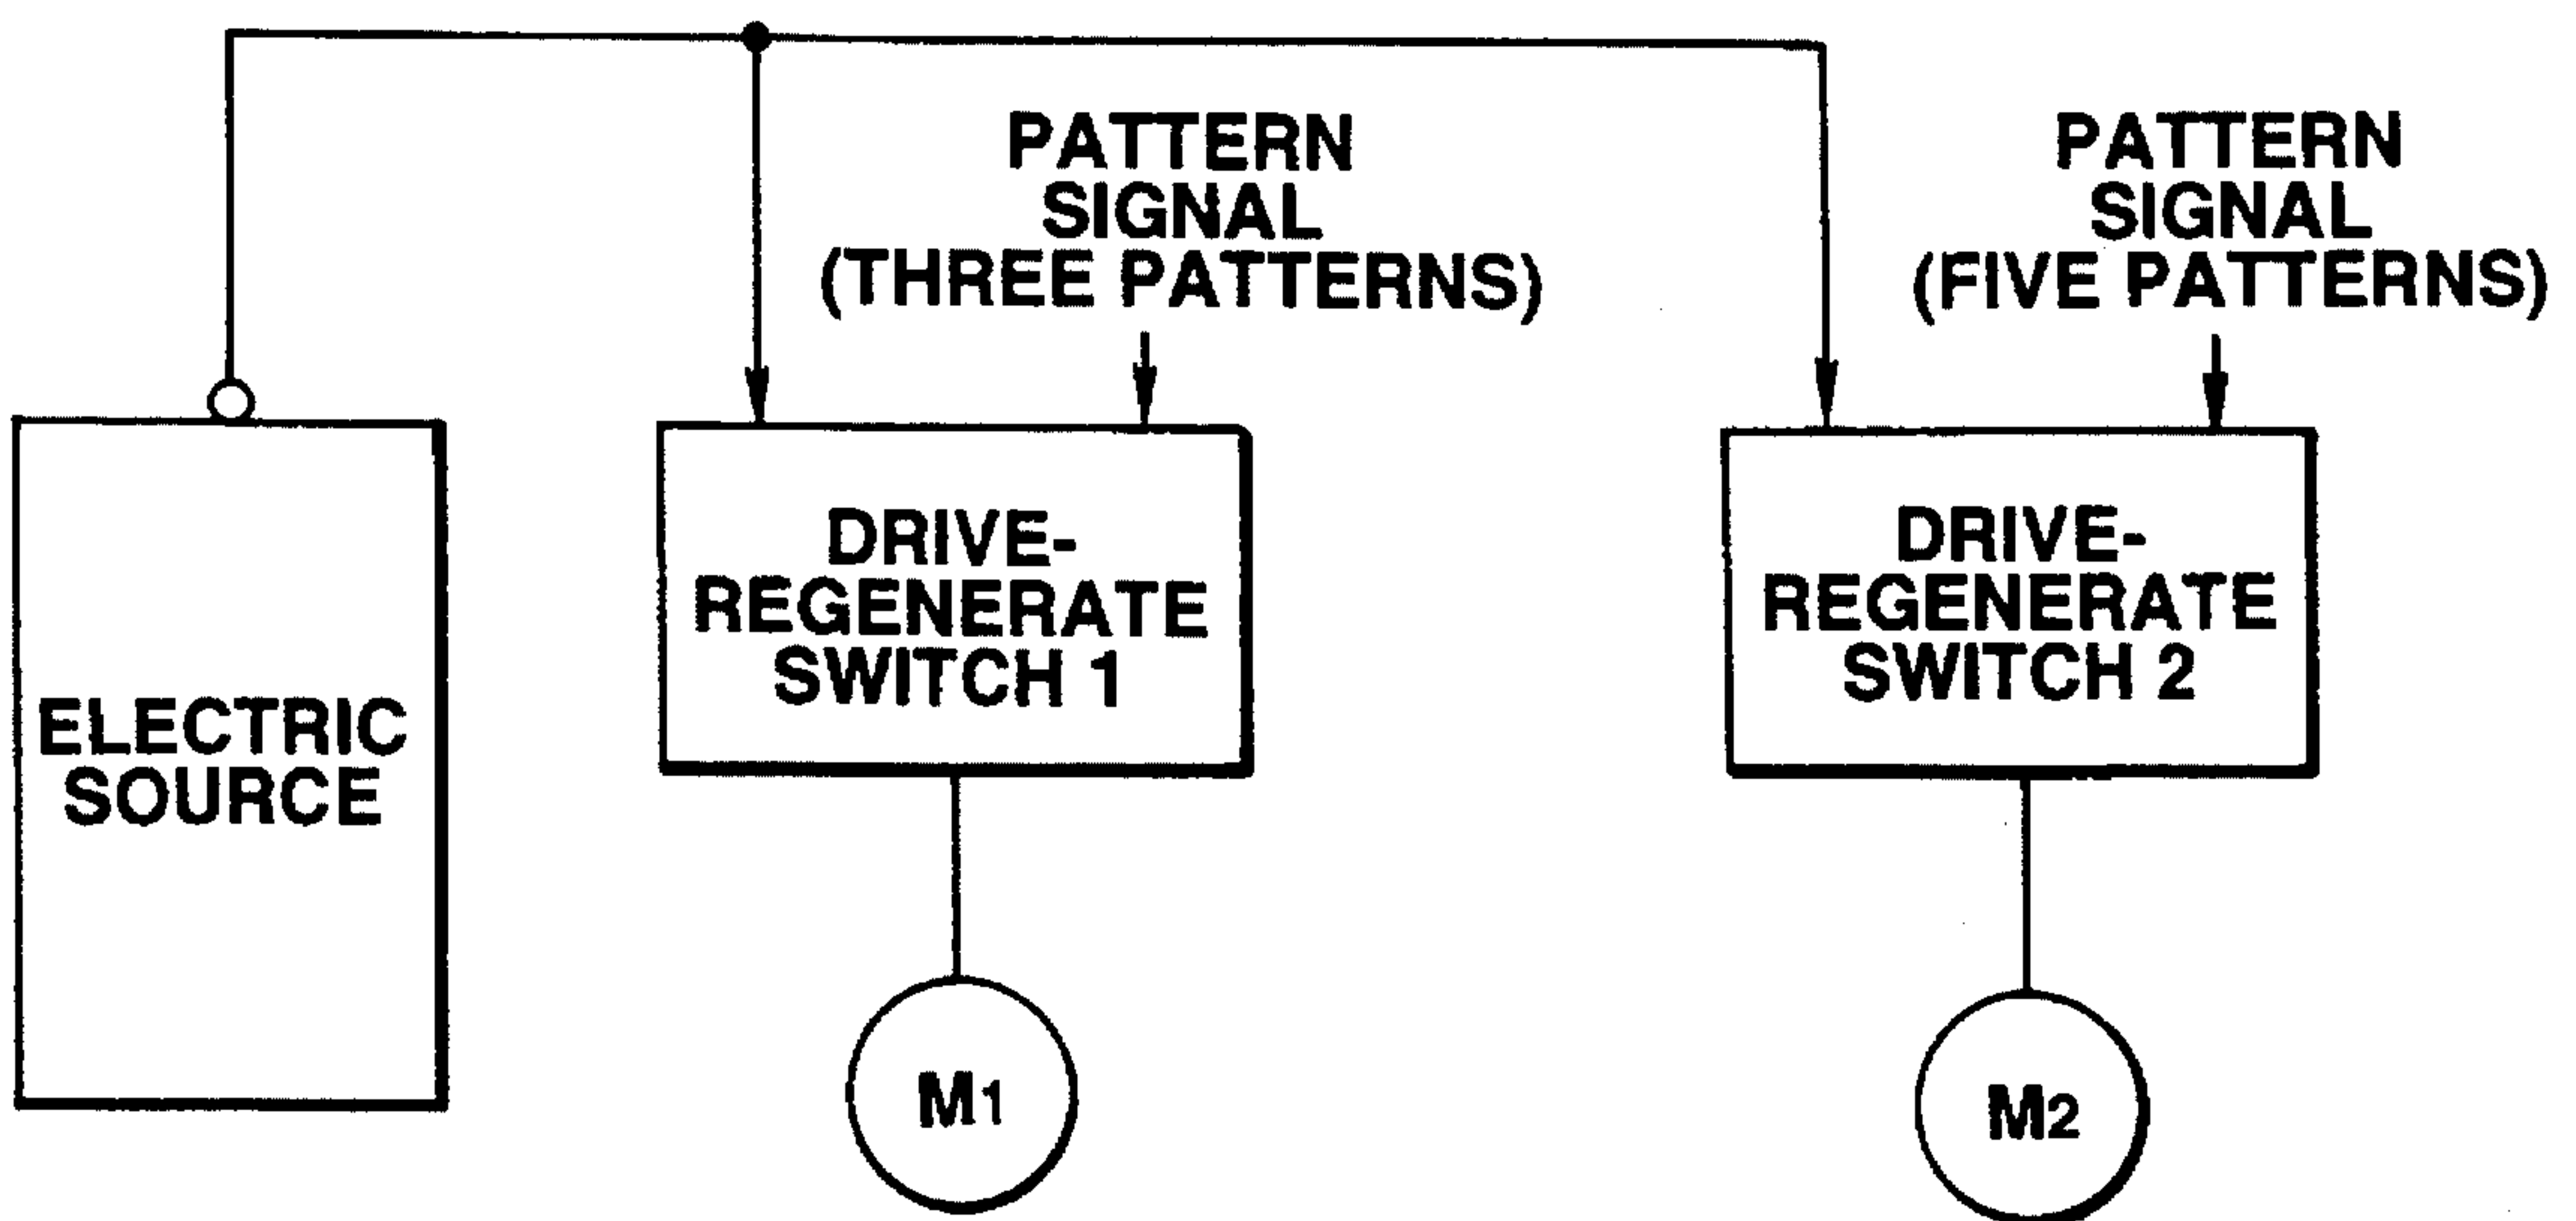 PATTERN
SIGNAL
(THREE PATTERNS)
PATTERN
SIGNAL
(FIVE PATTERNS)
ELECTRIC
SOURCE
DRIVE-
REGENERATE
SWITCH 1
DRIVE-
REGENERATE
SWITCH 2
M1
M2